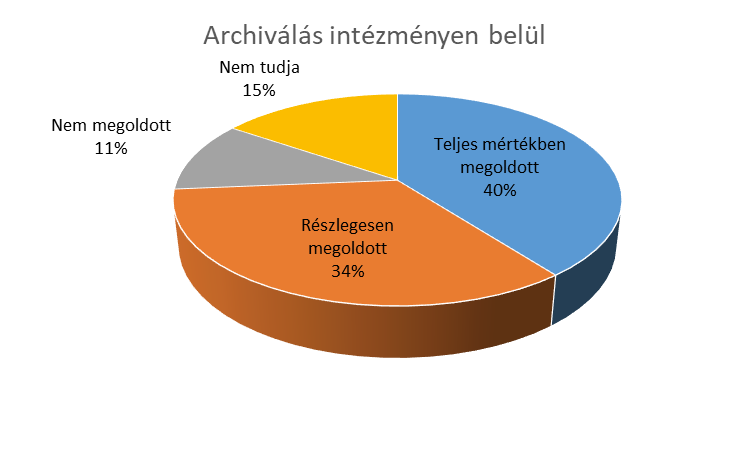 Archiválás intézményen belül
Nem tudja
15%
Nem megoldott
11%
Teljes mértékben
megoldott
40%
Részlegesen
megoldott
34%